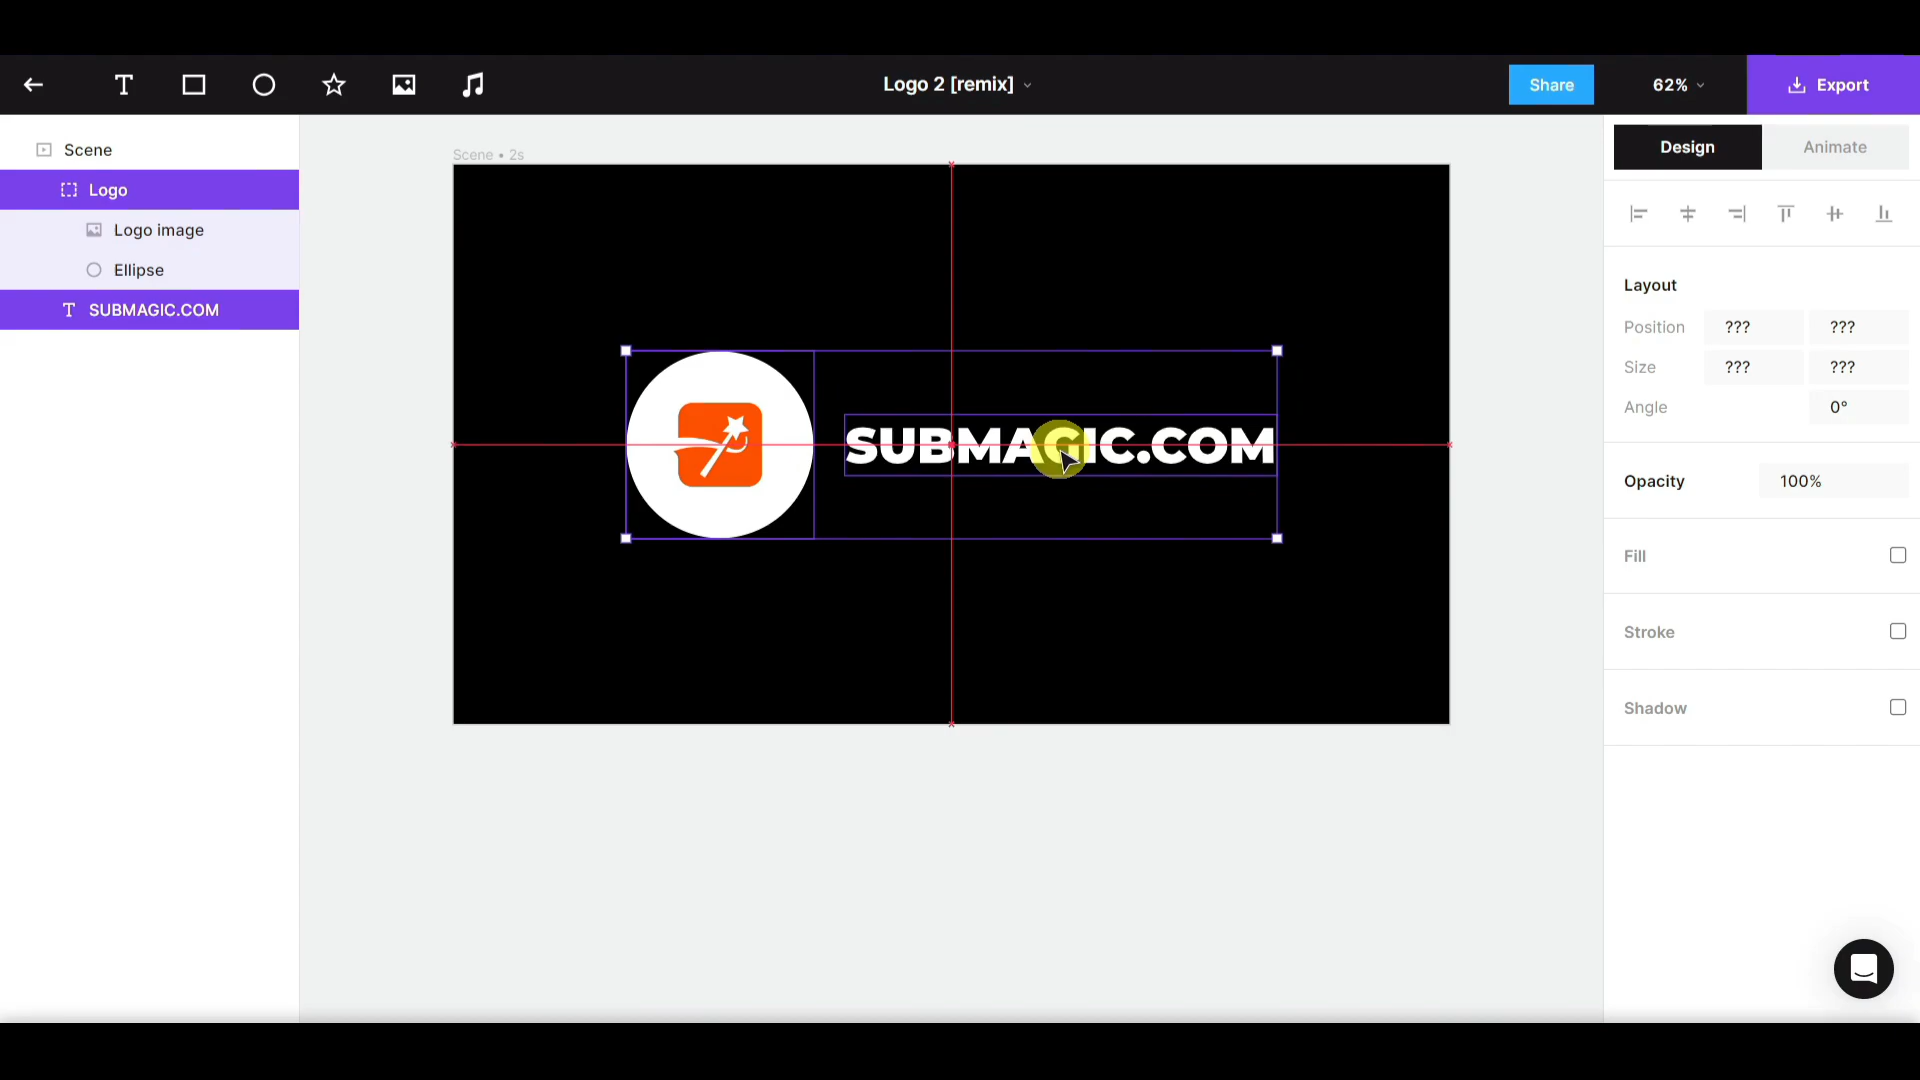 Logo 2 [remix]
Share
62%
Export
Scene
Logo
Logo image
Ellipse
SUBMAGIC.COM
Scene • 2s
SUBMAGIC.COM
Design
Animate
Layout
Position ??? ???
Size ??? ???
Angle 0°
Opacity 100%
Fill
Stroke
Shadow